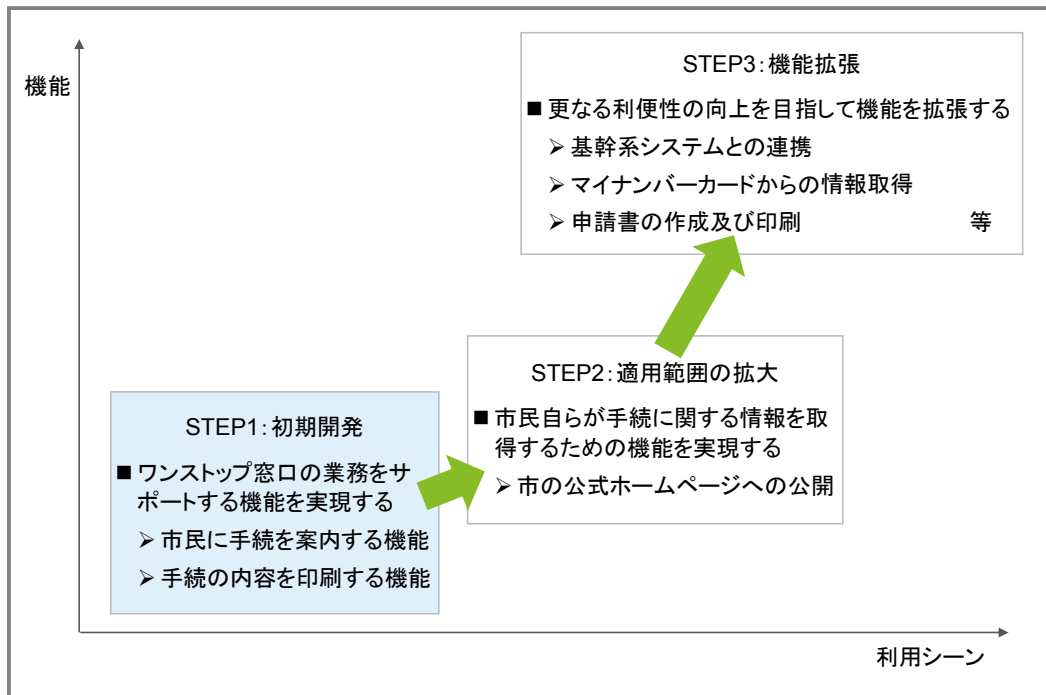 機能
STEP3：機能拡張
■ 更なる利便性の向上を目指して機能を拡張する
➢ 基幹系システムとの連携
➢ マイナンバーカードからの情報取得
➢ 申請書の作成及び印刷 等
STEP2：適用範囲の拡大
■ 市民自らが手続に関する情報を取
得するための機能を実現する
➢ 市の公式ホームページへの公開
STEP1：初期開発
■ ワンストップ窓口の業務をサ
ポートする機能を実現する
➢ 市民に手続を案内する機能
➢ 手続の内容を印刷する機能
利用シーン